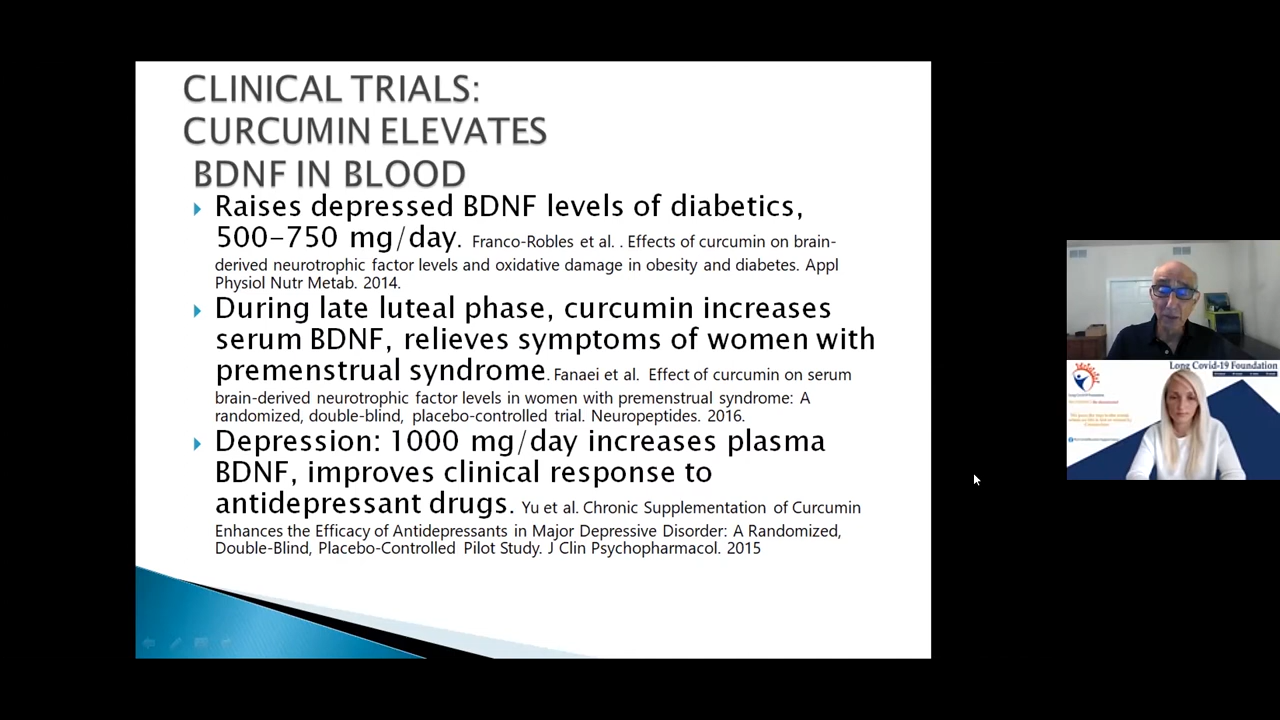 CLINICAL TRIALS:
CURCUMIN ELEVATES
BDNF IN BLOOD
Raises depressed BDNF levels of diabetics,
500-750 mg/day. Franco-Robles et al. . Effects of curcumin on brain-
derived neurotrophic factor levels and oxidative damage in obesity and diabetes. Appl
Physiol Nutr Metab. 2014.
During late luteal phase, curcumin increases
serum BDNF, relieves symptoms of women with
premenstrual syndrome. Fanaei et al. Effect of curcumin on serum
brain-derived neurotrophic factor levels in women with premenstrual syndrome: A
randomized, double-blind, placebo-controlled trial. Neuropeptides. 2016.
Depression: 1000 mg/day increases plasma
BDNF, improves clinical response to
antidepressant drugs. Yu et al. Chronic Supplementation of Curcumin
Enhances the Efficacy of Antidepressants in Major Depressive Disorder: A Randomized,
Double-Blind, Placebo-Controlled Pilot Study. J Clin Psychopharmacol. 2015
Long Covid-19 Foundation